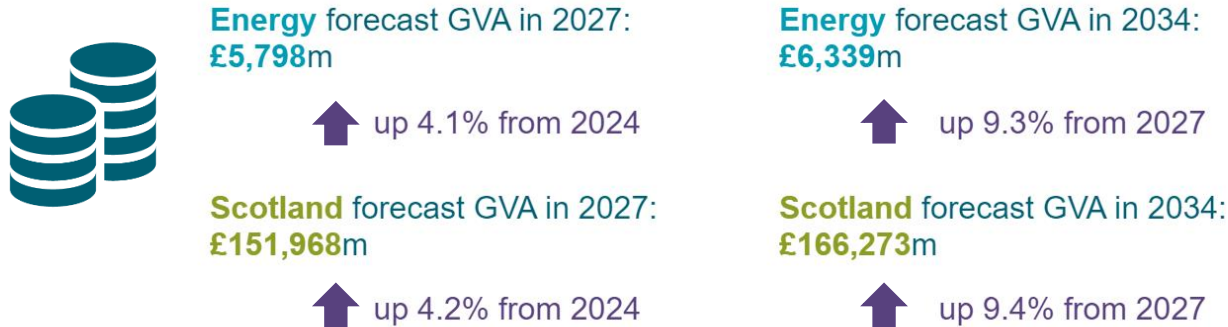 Energy forecast GVA in 2027:
£5,798m
up 4.1% from 2024
Scotland forecast GVA in 2027:
£151,968m
up 4.2% from 2024
Energy forecast GVA in 2034:
£6,339m
up 9.3% from 2027
Scotland forecast GVA in 2034:
£166,273m
up 9.4% from 2027